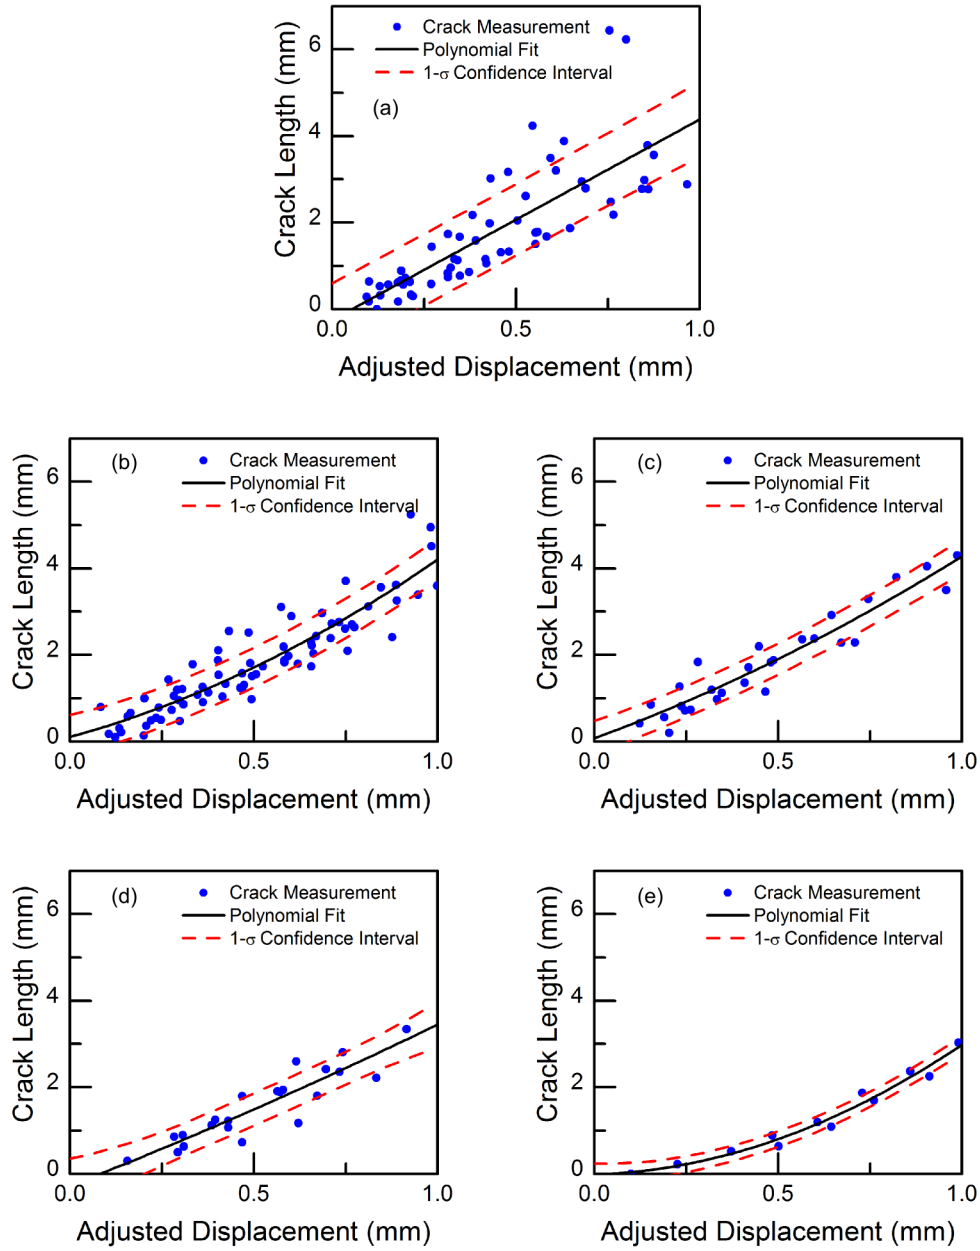 Crack Length (mm)
6
4
2
0
(a)
Crack Measurement
Polynomial Fit
1-σ Confidence Interval
0.0
0.5
1.0
Adjusted Displacement (mm)
Crack Length (mm)
6
4
2
0
(b)
Crack Measurement
Polynomial Fit
1-σ Confidence Interval
0.0
0.5
1.0
Adjusted Displacement (mm)
Crack Length (mm)
6
4
2
0
(c)
Crack Measurement
Polynomial Fit
1-σ Confidence Interval
0.0
0.5
1.0
Adjusted Displacement (mm)
Crack Length (mm)
6
4
2
0
(d)
Crack Measurement
Polynomial Fit
1-σ Confidence Interval
0.0
0.5
1.0
Adjusted Displacement (mm)
Crack Length (mm)
6
4
2
0
(e)
Crack Measurement
Polynomial Fit
1-σ Confidence Interval
0.0
0.5
1.0
Adjusted Displacement (mm)